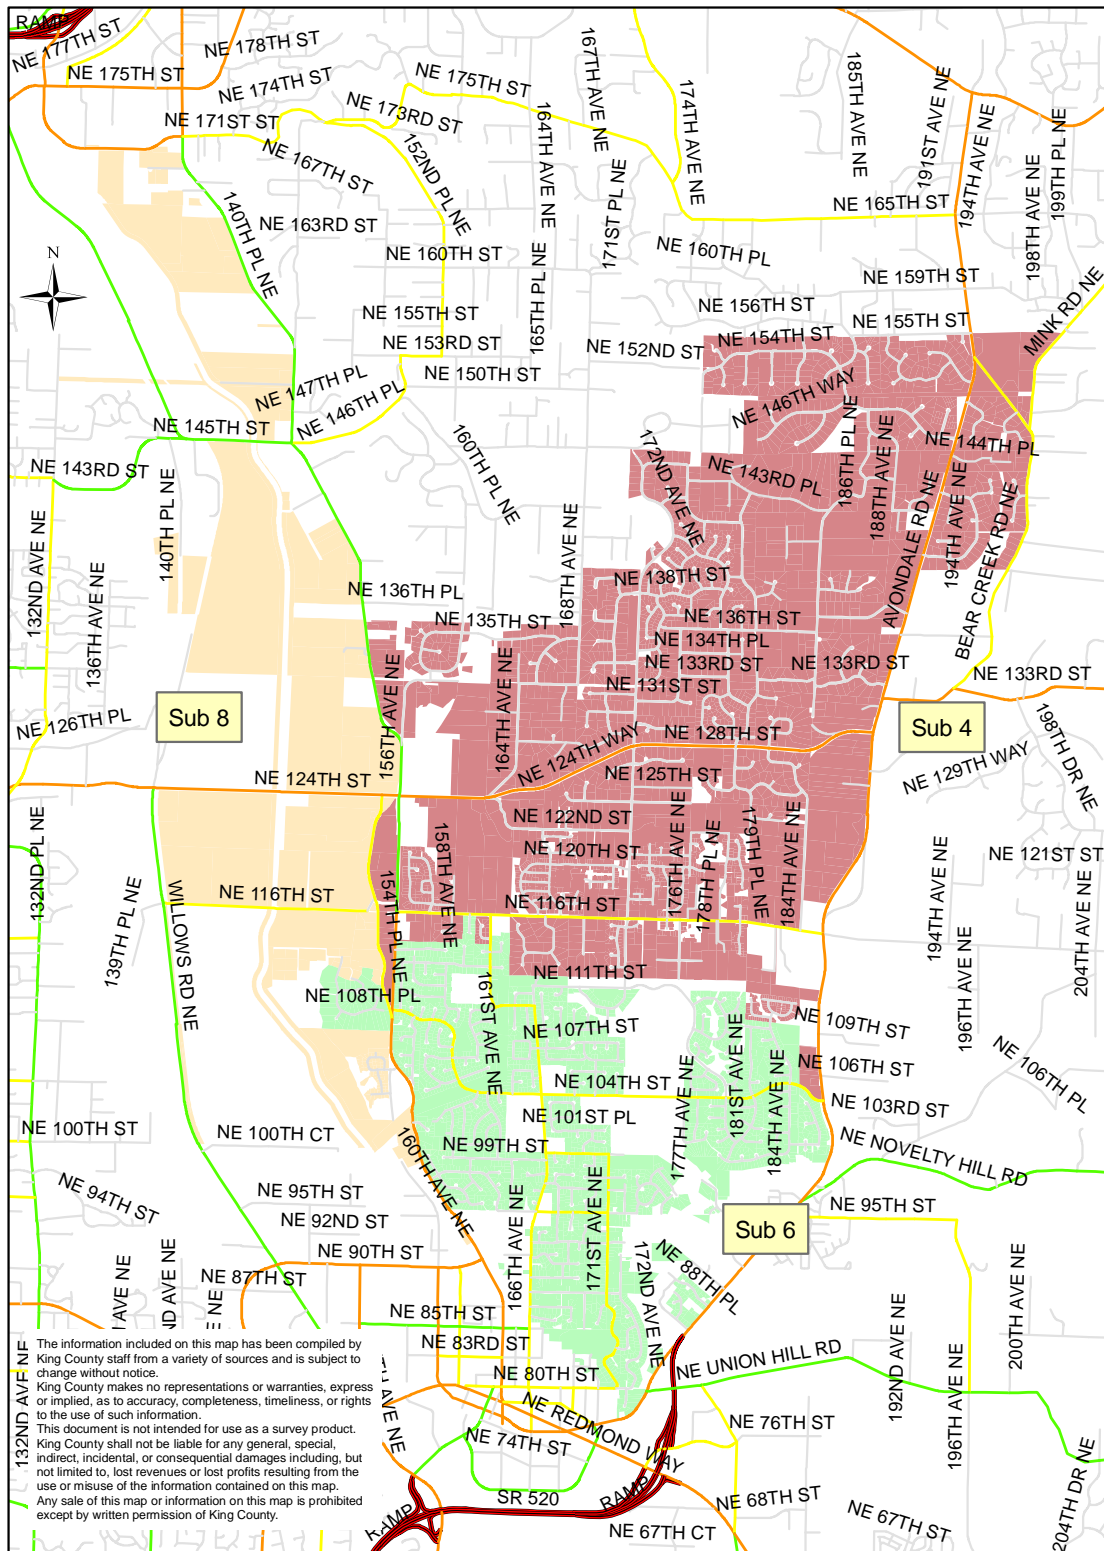 RAMP
NE 177TH ST
NE 178TH ST
NE 175TH ST
NE 174TH ST
NE 175TH ST
NE 173RD ST
NE 171ST ST
NE 167TH ST
152ND PL NE
164TH AVE NE
167TH AVE NE
171ST PL NE
174TH AVE NE
185TH AVE NE
191ST AVE NE
194TH AVE NE
198TH AVE NE
199TH PL NE
NE 165TH ST
140TH PL NE
NE 163RD ST
NE 160TH ST
NE 160TH PL
NE 159TH ST
N
165TH PL NE
NE 155TH ST
NE 153RD ST
NE 150TH ST
NE 156TH ST
NE 155TH ST
NE 154TH ST
NE 152ND ST
MINK RD NE
NE 147TH PL
NE 146TH PL
NE 146TH WAY
NE 145TH ST
NE 144TH PL
NE 143RD ST
NE 143RD PL
160TH PL NE
172ND AVE NE
186TH PL NE
188TH AVE NE
AVONDALE RD NE
194TH AVE NE
BEAR CREEK RD NE
132ND AVE NE
136TH AVE NE
140TH PL NE
168TH AVE NE
NE 138TH ST
NE 136TH PL
NE 136TH ST
NE 135TH ST
NE 134TH PL
NE 133RD ST
NE 133RD ST
NE 133RD ST
NE 131ST ST
156TH AVE NE
164TH AVE NE
NE 126TH PL
Sub 8
Sub 4
NE 128TH ST
NE 124TH WAY
NE 129TH WAY
198TH DR NE
NE 124TH ST
NE 125TH ST
NE 122ND ST
NE 120TH ST
NE 121ST ST
132ND PL NE
139TH PL NE
WILLOWS RD NE
NE 116TH ST
154TH PL NE
158TH AVE NE
NE 116TH ST
176TH AVE NE
178TH PL NE
179TH PL NE
184TH AVE NE
194TH AVE NE
196TH AVE NE
204TH AVE NE
NE 111TH ST
NE 108TH PL
161ST AVE NE
NE 107TH ST
NE 109TH ST
NE 106TH ST
NE 106TH PL
NE 104TH ST
NE 103RD ST
NE 101ST PL
177TH AVE NE
181ST AVE NE
184TH AVE NE
NE 100TH ST
NE 100TH CT
NE 99TH ST
NE NOVELTY HILL RD
NE 94TH ST
NE 95TH ST
NE 95TH ST
160TH AVE NE
NE 92ND ST
NE 90TH ST
Sub 6
166TH AVE NE
171ST AVE NE
172ND AVE NE
NE 88TH PL
AVE NE
ND AVE NE
NE
NE 87TH ST
NE 85TH ST
NE 83RD ST
NE 80TH ST
NE UNION HILL RD
192ND AVE NE
196TH AVE NE
200TH AVE NE
204TH DR NE
132ND AVE NE
The information included on this map has been compiled by
King County staff from a variety of sources and is subject to
change without notice.
King County makes no representations or warranties, express
or implied, as to accuracy, completeness, timeliness, or rights
to the use of such information.
This document is not intended for use as a survey product.
King County shall not be liable for any general, special,
indirect, incidental, or consequential damages including, but
not limited to, lost revenues or lost profits resulting from the
use or misuse of the information contained on this map.
Any sale of this map or information on this map is prohibited
except by written permission of King County.
AVE NE
NE REDMOND WAY
NE 74TH ST
NE 76TH ST
SR 520
RAMP
RAMP
NE 68TH ST
NE 67TH CT
NE 67TH ST